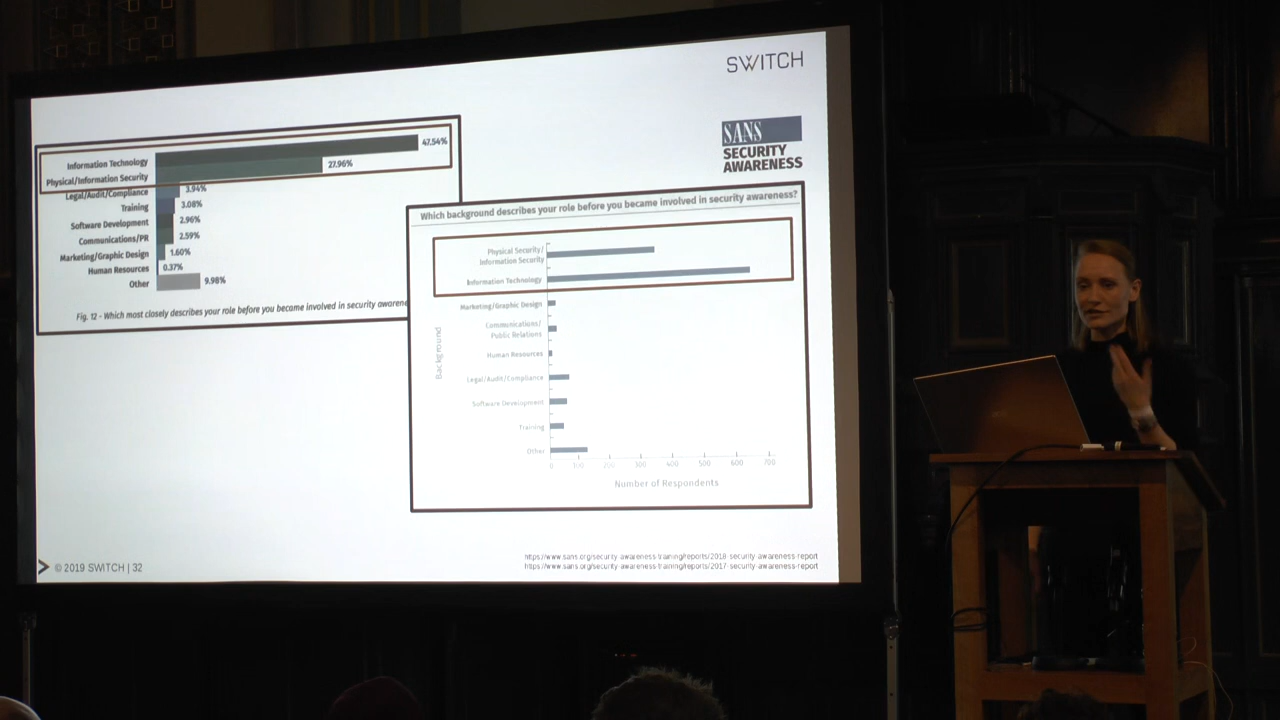 SWITCH
SANS
SECURITY
AWARENESS
Information Technology
47.54%
Physical/Information Security
27.96%
Legal/Audit/Compliance
3.94%
Training
3.08%
Software Development
2.96%
Communications/PR
2.59%
Marketing/Graphic Design
1.60%
Human Resources
0.37%
Other
9.98%
Fig. 12 - Which most closely describes your role before you became involved in security awarene
Which background describes your role before you became involved in security awareness?
Background
Physical Security/
Information Security
Information Technology
Marketing/Graphic Design
Communications/
Public Relations
Human Resources
Legal/Audit/Compliance
Software Development
Training
Other
0 100 200 300 400 500 600 700
Number of Respondents
https://www.sans.org/security-awareness-training/reports/2018-security-awareness-report
https://www.sans.org/security-awareness-training/reports/2017-security-awareness-report
© 2019 SWITCH | 32